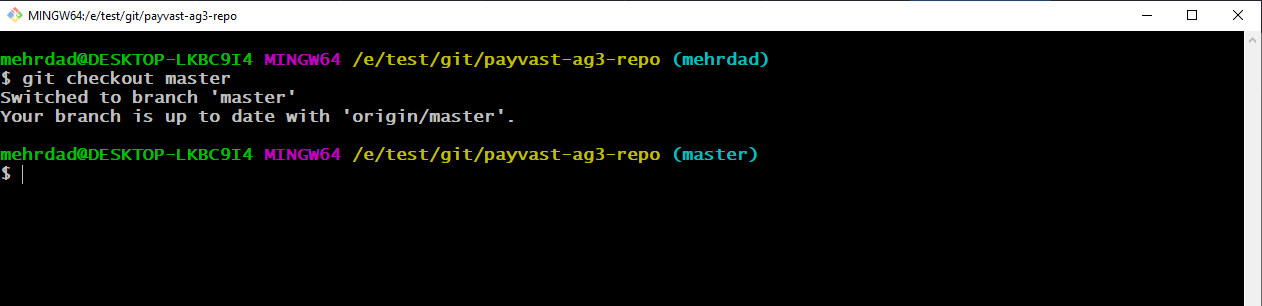 MINGW64:/e/test/git/payvast-ag3-repo
mehrdad@DESKTOP-LKBC9I4 MINGW64 /e/test/git/payvast-ag3-repo (mehrdad)
$ git checkout master
Switched to branch 'master'
Your branch is up to date with 'origin/master'.
mehrdad@DESKTOP-LKBC9I4 MINGW64 /e/test/git/payvast-ag3-repo (master)
$